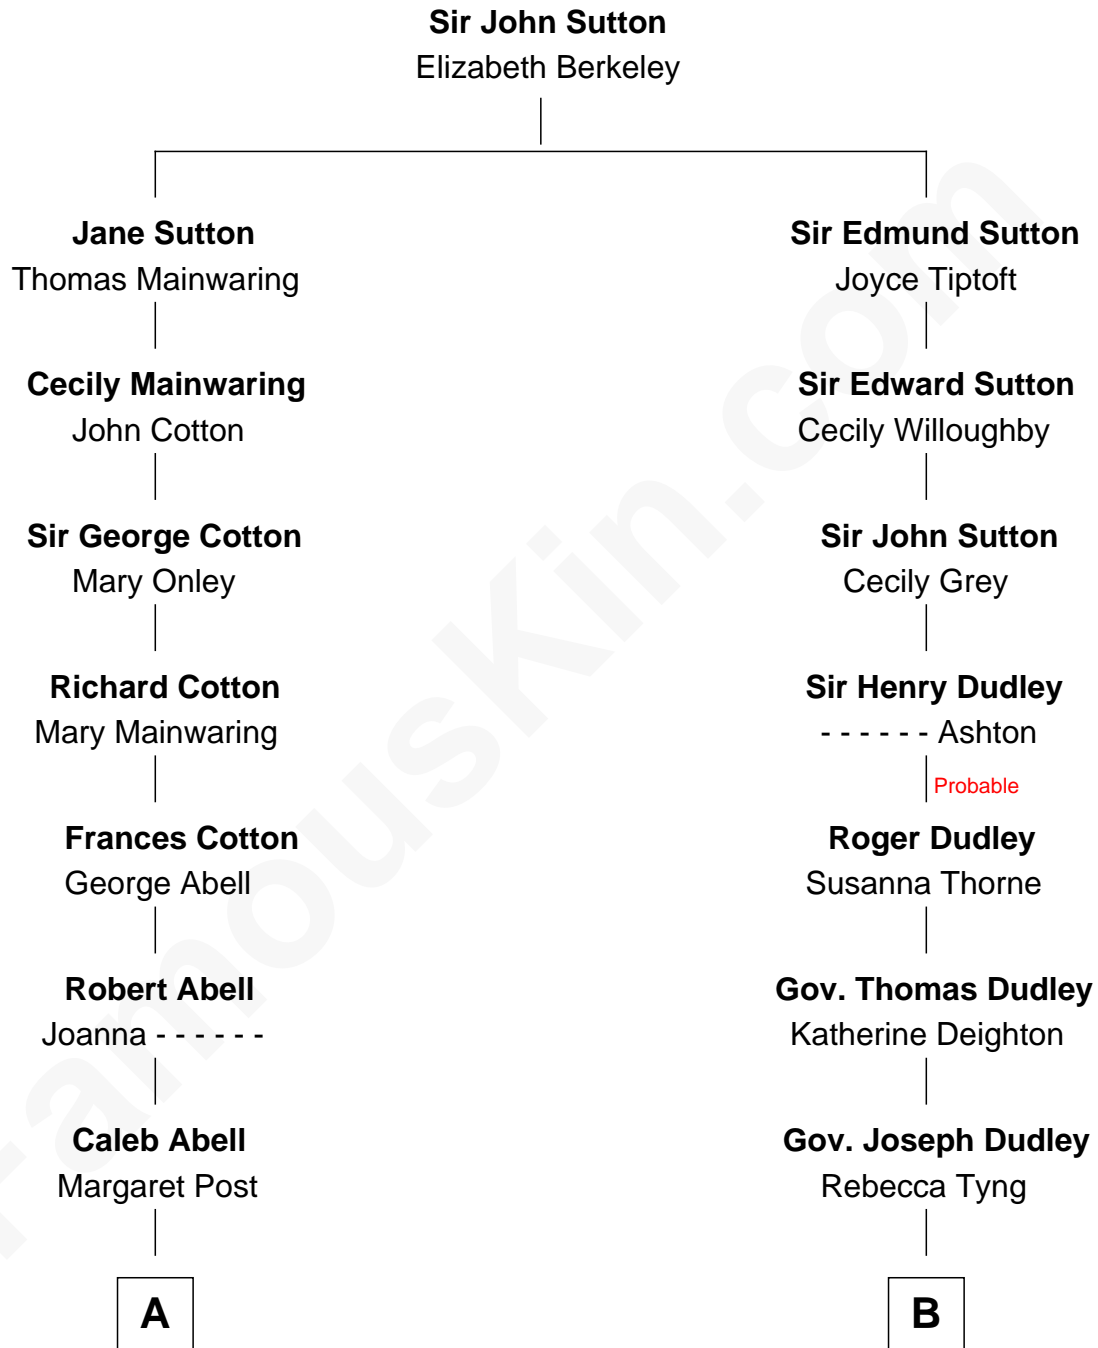 Sir John Sutton
Elizabeth Berkeley
Jane Sutton
Thomas Mainwaring
Cecily Mainwaring
John Cotton
Sir George Cotton
Mary Onley
Richard Cotton
Mary Mainwaring
Frances Cotton
George Abell
Robert Abell
Joanna - - - - - -
Caleb Abell
Margaret Post
A
Sir Edmund Sutton
Joyce Tiptoft
Sir Edward Sutton
Cecily Willoughby
Sir John Sutton
Cecily Grey
Sir Henry Dudley
- - - - - - Ashton
Probable
Roger Dudley
Susanna Thorne
Gov. Thomas Dudley
Katherine Deighton
Gov. Joseph Dudley
Rebecca Tyng
B
FamousKin.com